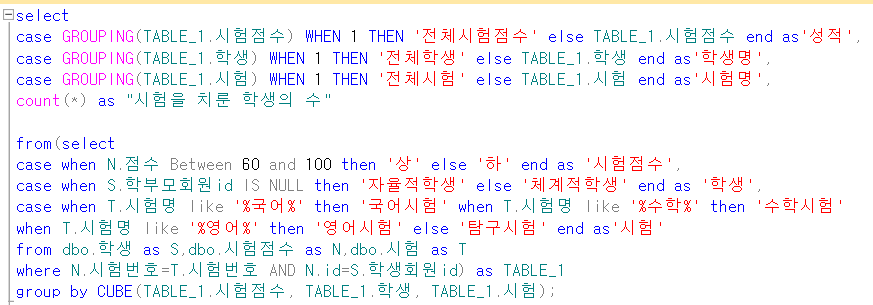 select
case GROUPING(TABLE_1.시험점수) WHEN 1 THEN '전체시험점수' else TABLE_1.시험점수 end as'성적',
case GROUPING(TABLE_1.학생) WHEN 1 THEN '전체학생' else TABLE_1.학생 end as'학생명',
case GROUPING(TABLE_1.시험) WHEN 1 THEN '전체시험' else TABLE_1.시험 end as'시험명',
count(*) as "시험을 치룬 학생의 수"
from(select
case when N.점수 Between 60 and 100 then '상' else '하' end as '시험점수',
case when S.학부모회원id IS NULL then '자율적학생' else '체계적학생' end as '학생',
case when T.시험명 like '%국어%' then '국어시험' when T.시험명 like '%수학%' then '수학시험'
when T.시험명 like '%영어%' then '영어시험' else '탐구시험' end as'시험'
from dbo.학생 as S,dbo.시험점수 as N,dbo.시험 as T
where N.시험번호=T.시험번호 AND N.id=S.학생회원id) as TABLE_1
group by CUBE(TABLE_1.시험점수, TABLE_1.학생, TABLE_1.시험);